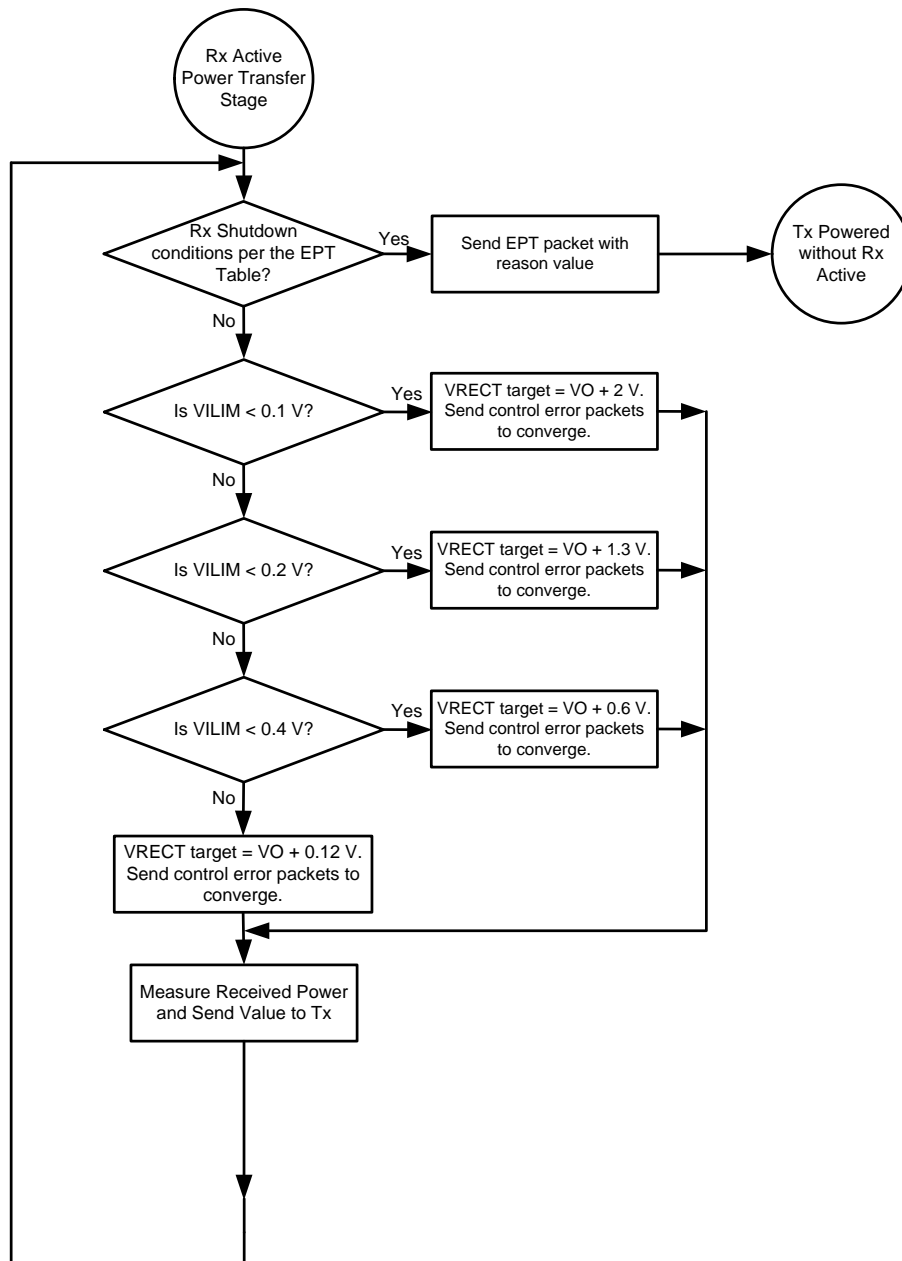 Rx Active
Power Transfer
Stage
Rx Shutdown
conditions per the EPT
Table?
Yes
Send EPT packet with
reason value
Tx Powered
without Rx
Active
No
Is VILIM < 0.1 V?
Yes
VRECT target = VO + 2 V.
Send control error packets
to converge.
No
Is VILIM < 0.2 V?
Yes
VRECT target = VO + 1.3 V.
Send control error packets
to converge.
No
Is VILIM < 0.4 V?
Yes
VRECT target = VO + 0.6 V.
Send control error packets
to converge.
No
VRECT target = VO + 0.12 V.
Send control error packets to
converge.
Measure Received Power
and Send Value to Tx